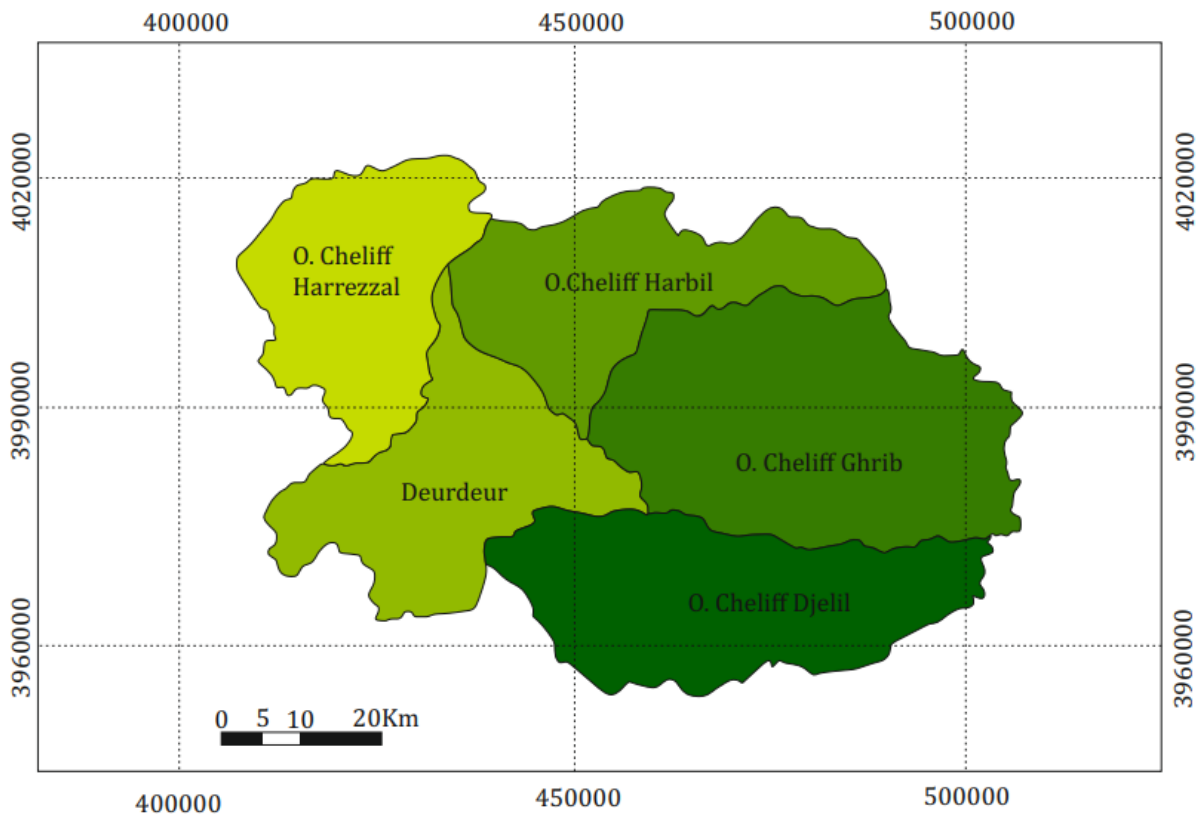 400000 450000 500000
4020000 4020000
O. Cheliff
Harrezzal
O.Cheliff Harbil
3990000 3990000
O. Cheliff Ghrib
Deurdeur
O. Cheliff Djelil
3960000 3960000
0 5 10 20Km
400000 450000 500000